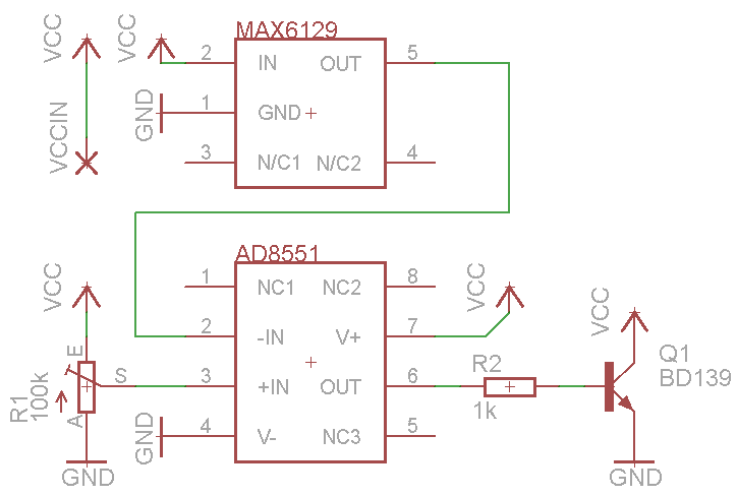 MAX6129
VCC
VCC
2
IN
OUT
5
GND
1
GND
VCCIN
3
N/C1
N/C2
4
AD8551
VCC
1
NC1
NC2
8
VCC
VCC
2
-IN
V+
7
E
R1
100k
S
3
+IN
OUT
6
R2
1k
Q1
BD139
A
GND
4
V-
NC3
5
GND
GND